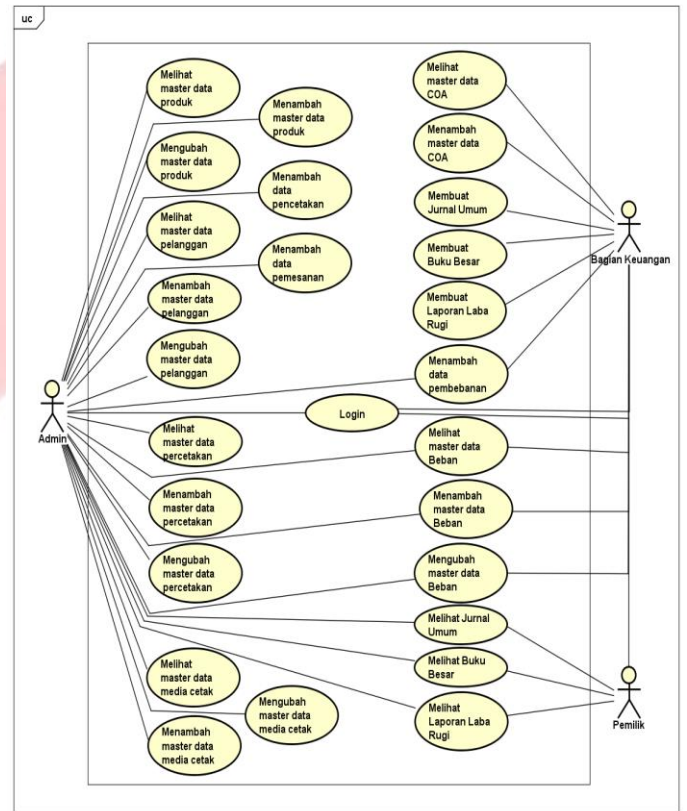 uc
Melihat
master data
produk
Menambah
master data
produk
Mengubah
master data
produk
Menambah
data
pencetakan
Melihat
master data
pelanggan
Menambah
data
pemesanan
Menambah
master data
pelanggan
Mengubah
master data
pelanggan
Admin
Melihat
master data
percetakan
Menambah
master data
percetakan
Mengubah
master data
percetakan
Melihat
master data
media cetak
Mengubah
master data
media cetak
Menambah
master data
media cetak
Login
Melihat
master data
COA
Menambah
master data
COA
Membuat
Jurnal Umum
Membuat
Buku Besar
Membuat
Laporan Laba
Rugi
Menambah
data
pembebanan
Melihat
master data
Beban
Menambah
master data
Beban
Mengubah
master data
Beban
Melihat Jurnal
Umum
Melihat Buku
Besar
Melihat
Laporan Laba
Rugi
Bagian Keuangan
Pemilik